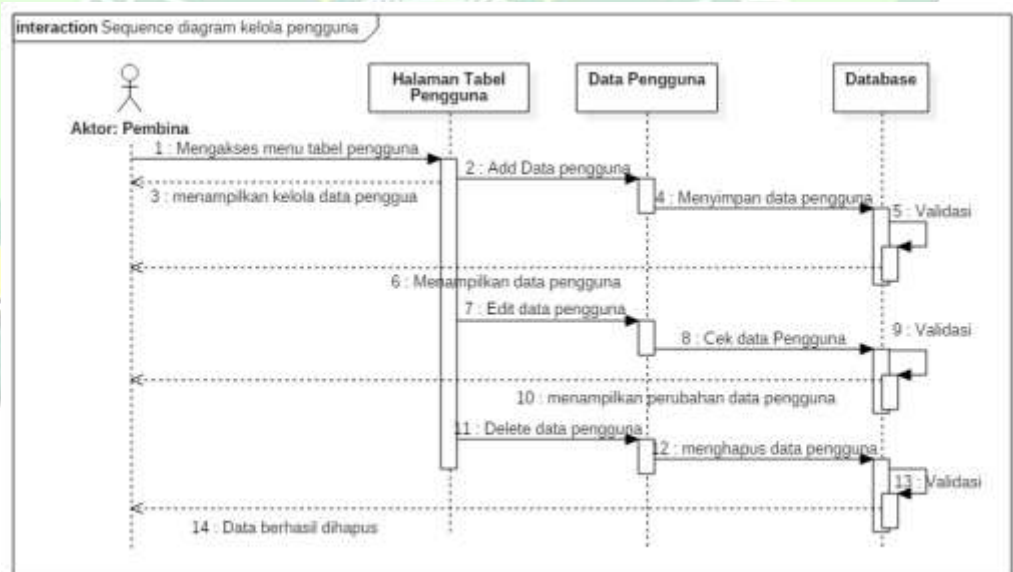 interaction Sequence diagram kelola pengguna
Aktor: Pembina
Halaman Tabel
Pengguna
Data Pengguna
Database
1 : Mengakses menu tabel pengguna
2 : Add Data pengguna
3 : menampilkan kelola data penggua
4 : Menyimpan data pengguna
5 : Validasi
6 : Menampilkan data pengguna
7 : Edit data pengguna
8 : Cek data Pengguna
9 : Validasi
10 : menampilkan perubahan data pengguna
11 : Delete data pengguna
12 : menghapus data pengguna
13 : Validasi
14 : Data berhasil dihapus